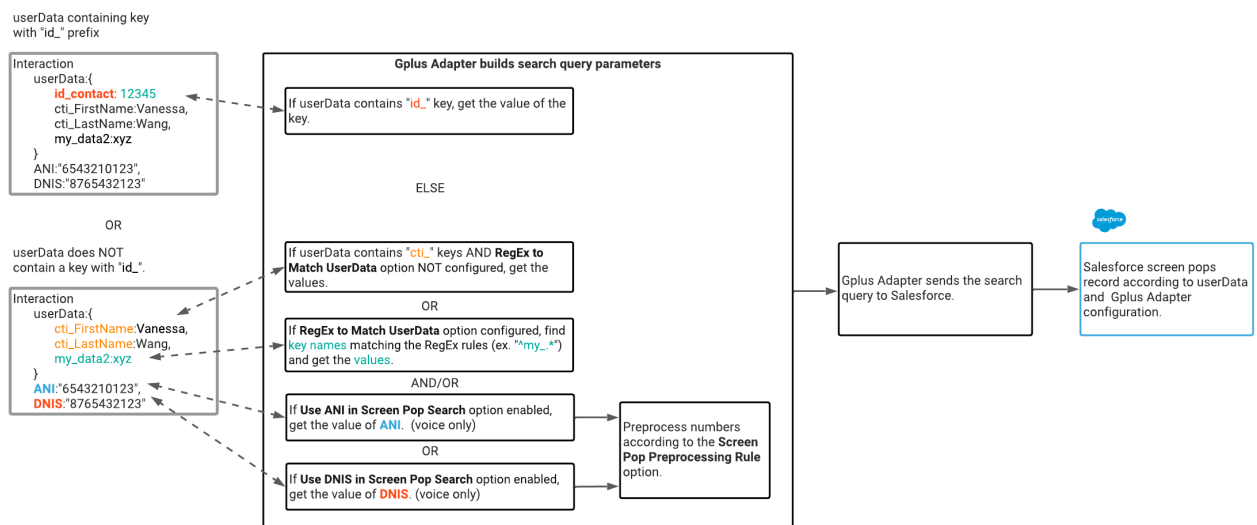 userData containing key
with "id_" prefix
Interaction
userData:{
id_contact: 12345
cti_FirstName:Vanessa,
cti_LastName:Wang,
my_data2:xyz
}
ANI:"6543210123",
DNIS:"8765432123"
OR
userData does NOT
contain a key with "id_".
Interaction
userData:{
cti_FirstName:Vanessa,
cti_LastName:Wang,
my_data2:xyz
}
ANI:"6543210123",
DNIS:"8765432123"
Gplus Adapter builds search query parameters
If userData contains "id_" key, get the value of the
key.
ELSE
If userData contains "cti_" keys AND RegEx to
Match UserData option NOT configured, get the
values.
OR
If RegEx to Match UserData option configured, find
key names matching the RegEx rules (ex. "^my_.*")
and get the values.
AND/OR
If Use ANI in Screen Pop Search option enabled,
get the value of ANI. (voice only)
OR
If Use DNIS in Screen Pop Search option enabled,
get the value of DNIS. (voice only)
Preprocess numbers
according to the Screen
Pop Preprocessing Rule
option.
Gplus Adapter sends the search
query to Salesforce.
salesforce
Salesforce screen pops
record according to userData
and Gplus Adapter
configuration.